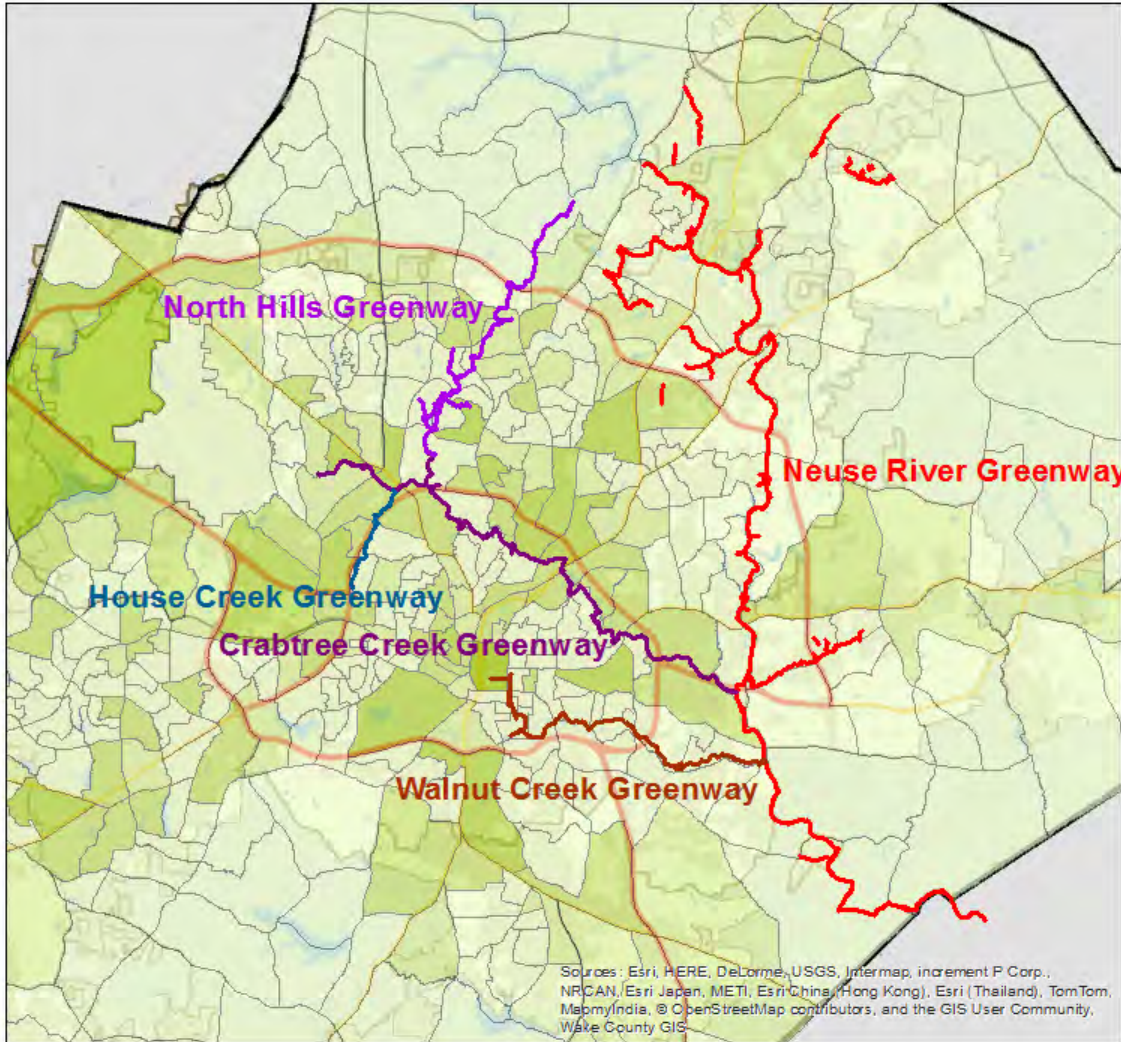 North Hills Greenway
Neuse River Greenway
House Creek Greenway
Crabtree Creek Greenway
Walnut Creek Greenway
Sources: Esri, HERE, DeLorme, USGS, Intermap, increment P Corp.,
NRCAN, Esri Japan, METI, Esri China (Hong Kong), Esri (Thailand), TomTom,
MapmyIndia, © OpenStreetMap contributors, and the GIS User Community,
Wake County GIS